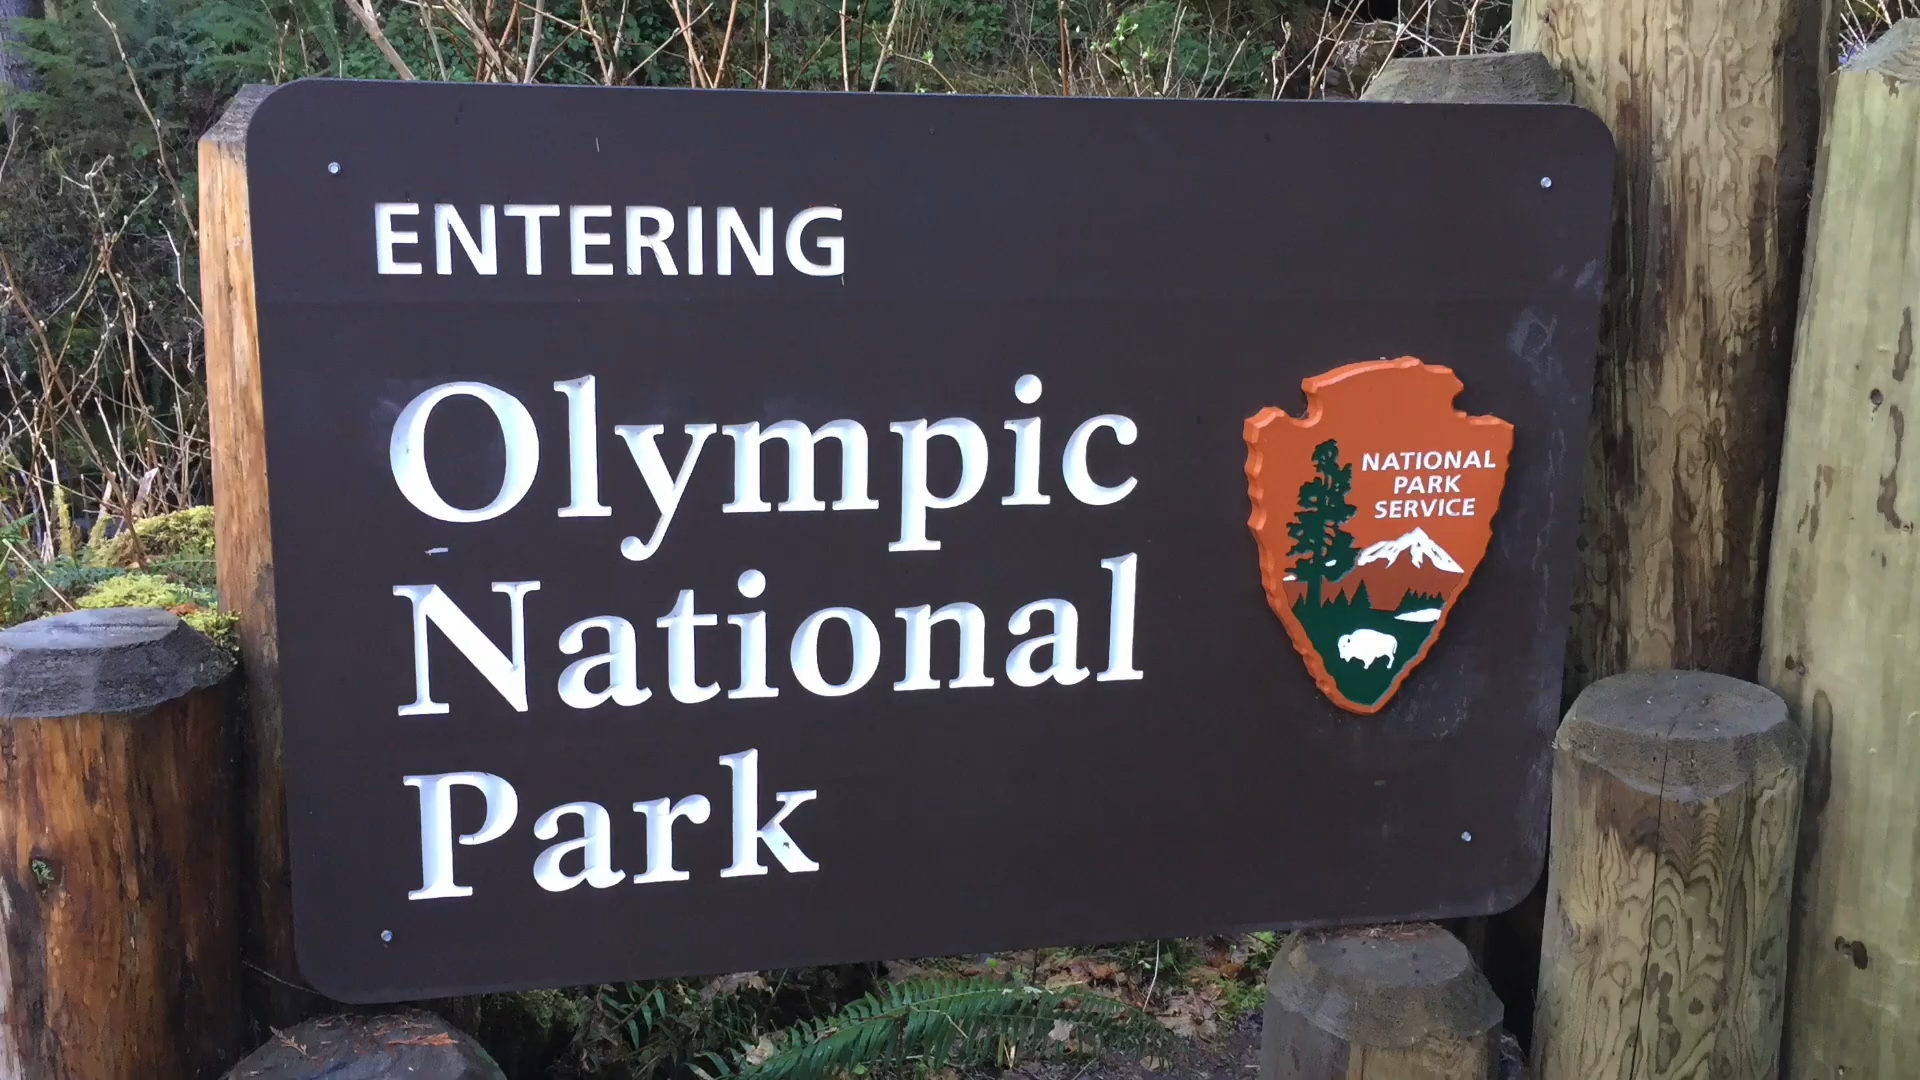 ENTERING
Olympic
National
Park
NATIONAL
PARK
SERVICE